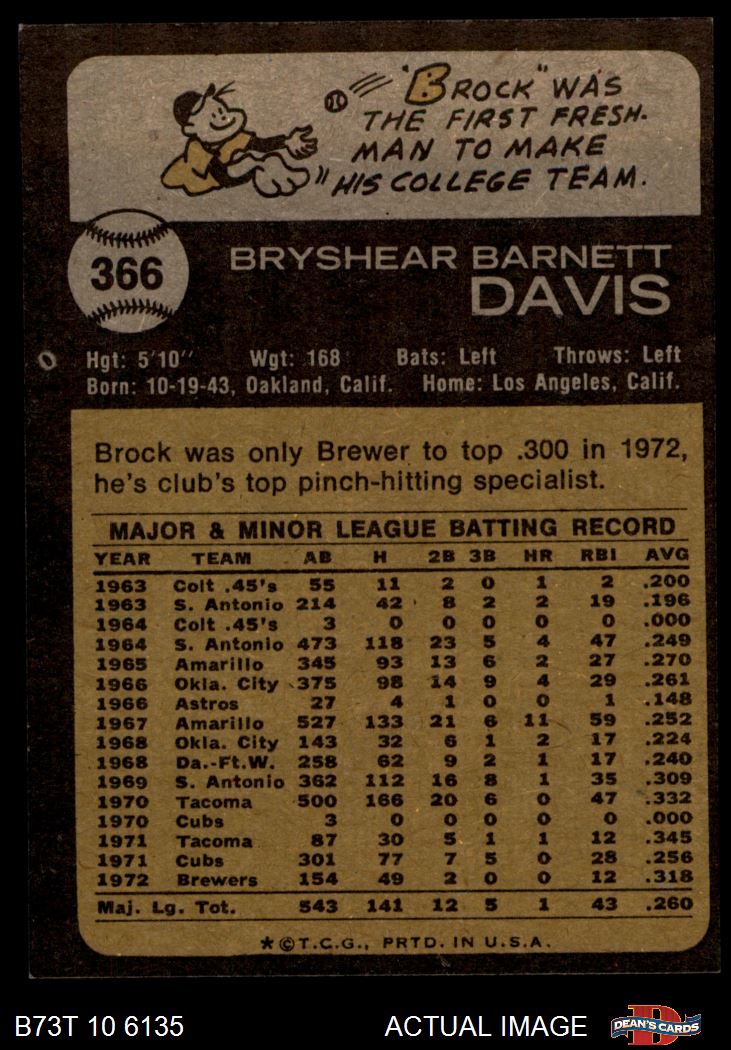 "BROCK" WAS
THE FIRST FRESH-
MAN TO MAKE
HIS COLLEGE TEAM.
366
BRYSHEAR BARNETT
DAVIS
Hgt: 5'10" Wgt: 168 Bats: Left Throws: Left
Born: 10-19-43, Oakland, Calif. Home: Los Angeles, Calif.
Brock was only Brewer to top .300 in 1972,
he's club's top pinch-hitting specialist.
MAJOR & MINOR LEAGUE BATTING RECORD
YEAR TEAM AB H 2B 3B HR RBI AVG
1963 Colt .45's 55 11 2 0 1 2 .200
1963 S. Antonio 214 42 8 2 2 19 .196
1964 Colt .45's 3 0 0 0 0 0 .000
1964 S. Antonio 473 118 23 5 4 47 .249
1965 Amarillo 345 93 13 6 2 27 .270
1966 Okla. City 375 98 14 9 4 29 .261
1966 Astros 27 4 1 0 0 1 .148
1967 Amarillo 527 133 21 6 11 59 .252
1968 Okla. City 143 32 6 1 2 17 .224
1968 Da.-Ft.W. 258 62 9 2 1 17 .240
1969 S. Antonio 362 112 16 8 1 35 .309
1970 Tacoma 500 166 20 6 0 47 .332
1970 Cubs 3 0 0 0 0 0 .000
1971 Tacoma 87 30 5 1 1 12 .345
1971 Cubs 301 77 7 5 0 28 .256
1972 Brewers 154 49 2 0 0 12 .318
Maj. Lg. Tot. 543 141 12 5 1 43 .260
*©T.C.G., PRTD. IN U.S.A.
B73T 10 6135 ACTUAL IMAGE DEAN'S CARDS